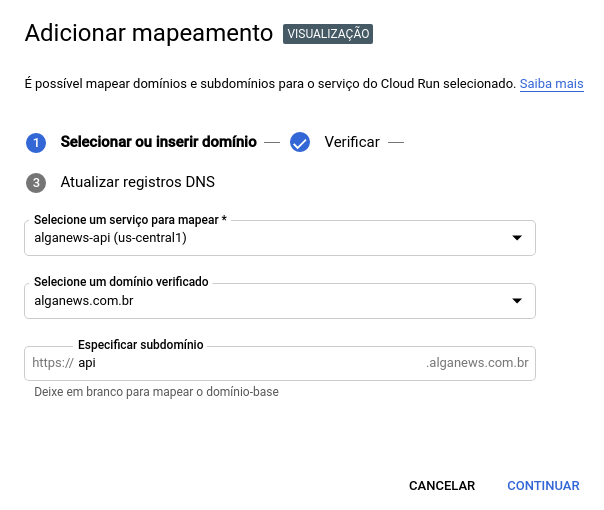 Adicionar mapeamento VISUALIZAÇÃO
É possível mapear domínios e subdomínios para o serviço do Cloud Run selecionado. Saiba mais
1 Selecionar ou inserir domínio — Verificar —
3 Atualizar registros DNS
Selecione um serviço para mapear *
alganews-api (us-central1)
Selecione um domínio verificado
alganews.com.br
Especificar subdomínio
https:// api .alganews.com.br
Deixe em branco para mapear o domínio-base
CANCELAR CONTINUAR